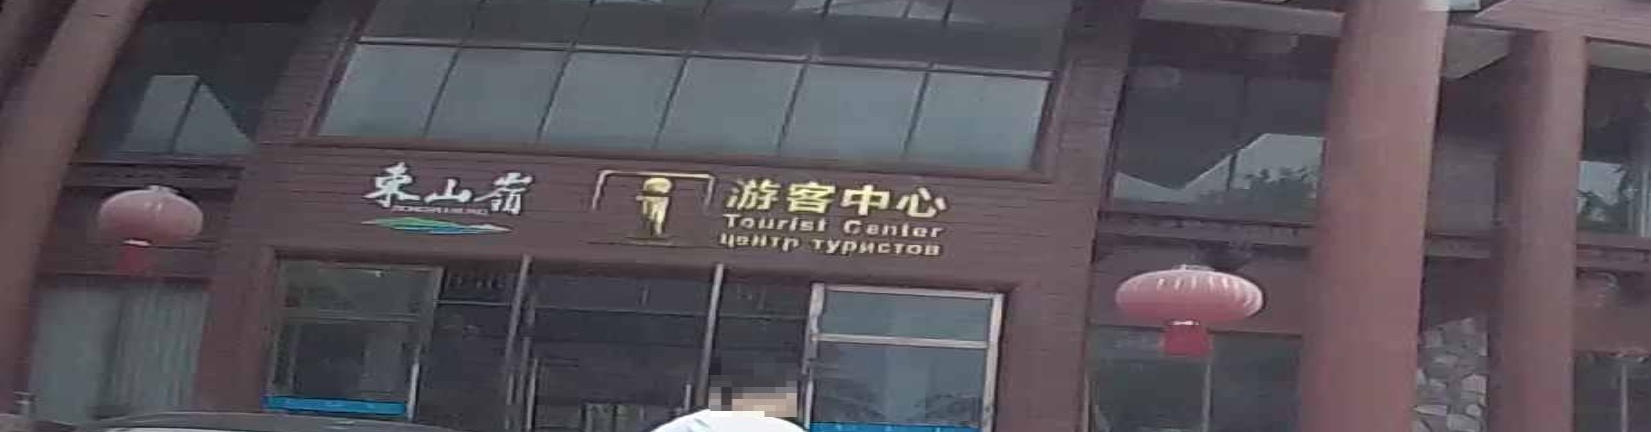 東山嶺
游客中心
Tourist Center
центр туристов